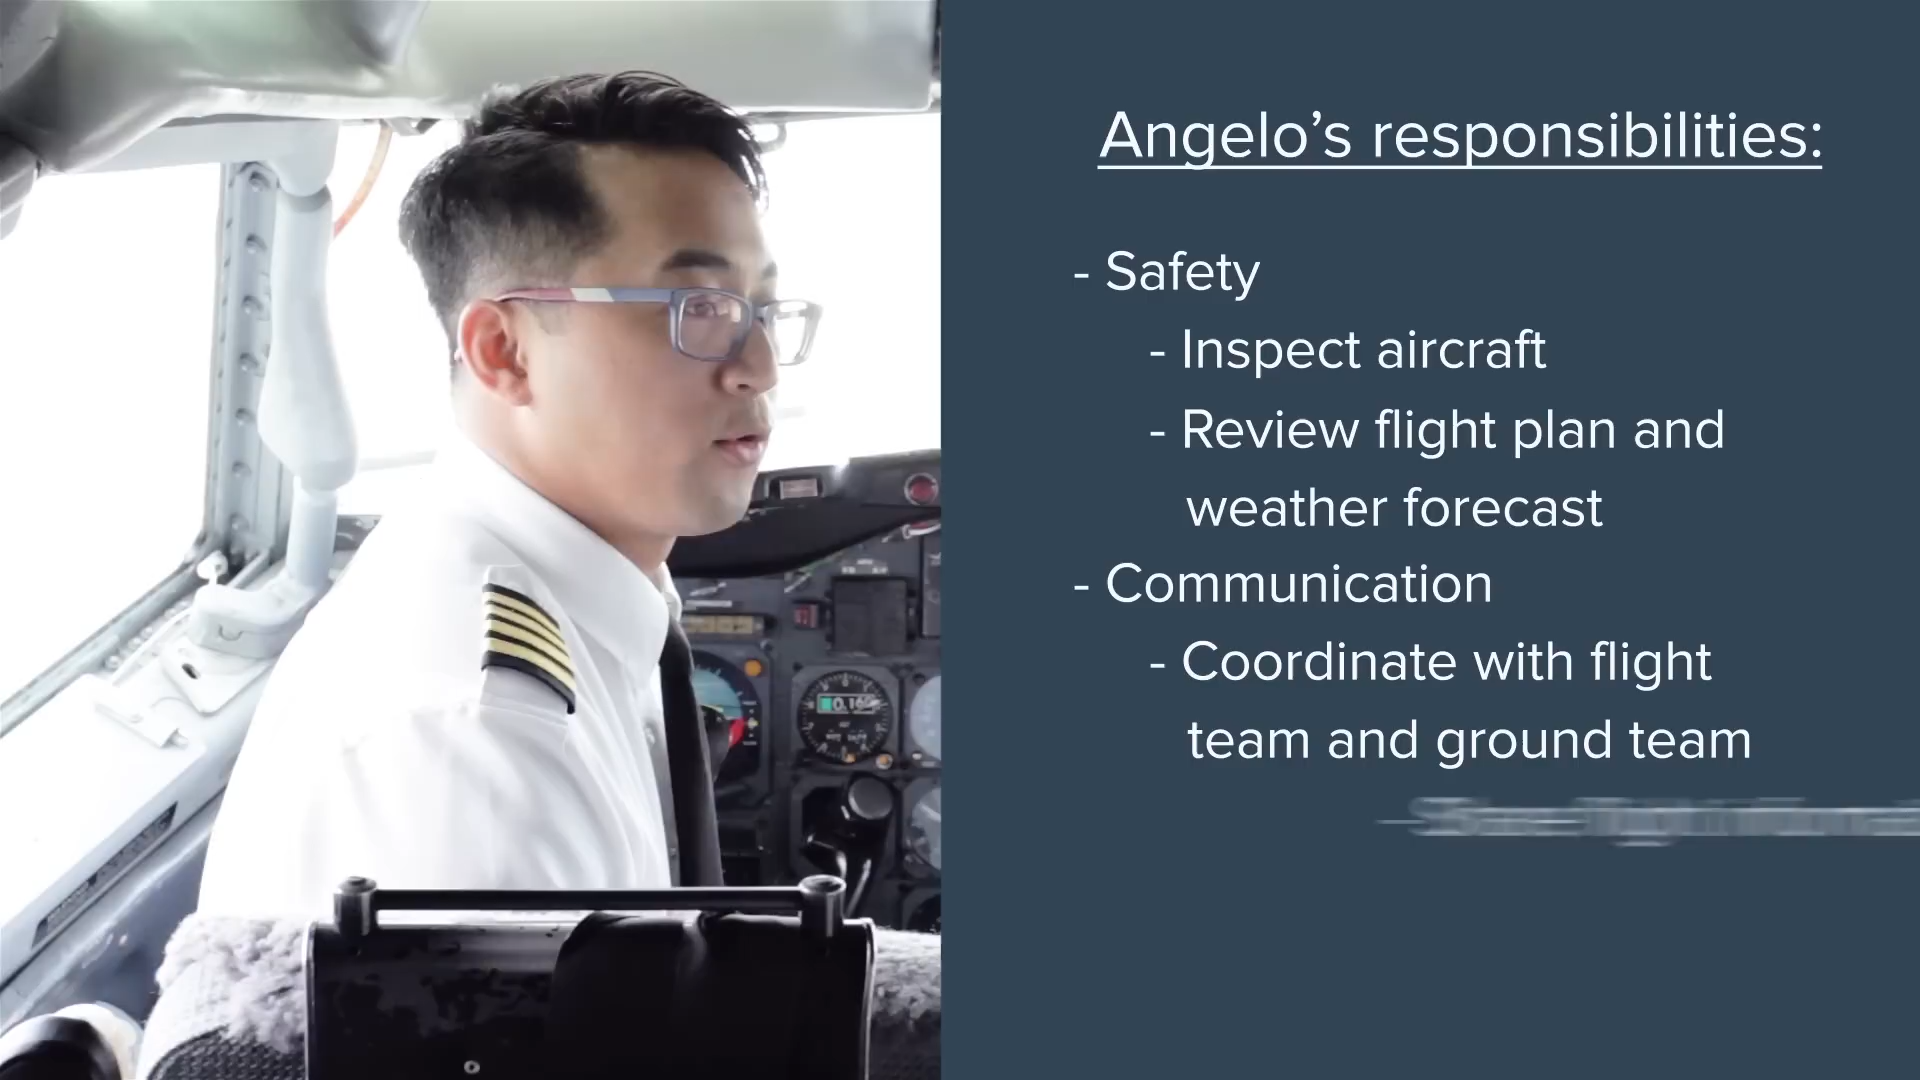 Angelo’s responsibilities:
- Safety
- Inspect aircraft
- Review flight plan and
weather forecast
- Communication
- Coordinate with flight
team and ground team